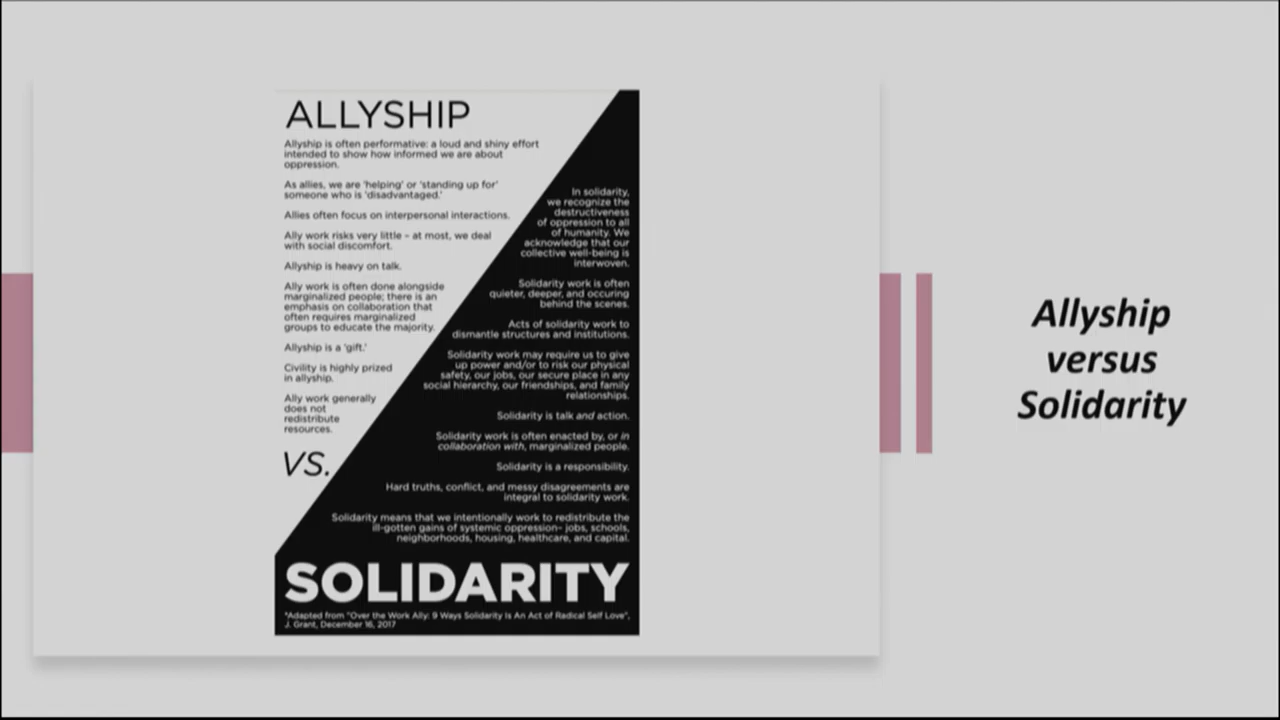 ALLYSHIP
Allyship is often performative: a loud and shiny effort
intended to show how informed we are about
oppression.
As allies, we are 'helping' or 'standing up for'
someone who is 'disadvantaged.'
Allies often focus on interpersonal interactions.
Ally work risks very little – at most, we deal
with social discomfort.
Allyship is heavy on talk.
Ally work is often done alongside
marginalized people; there is an
emphasis on collaboration that
often requires marginalized
groups to educate the majority.
Allyship is a 'gift.'
Civility is highly prized
in allyship.
Ally work generally
does not
redistribute
resources.
VS.
In solidarity,
we recognize the
destructiveness
of oppression to all
of humanity. We
acknowledge that our
collective well-being is
interwoven.
Solidarity work is often
quieter, deeper, and occuring
behind the scenes.
Acts of solidarity work to
dismantle structures and institutions.
Solidarity work may require us to give
up power and/or to risk our physical
safety, our jobs, our secure place in any
social hierarchy, our friendships, and family
relationships.
Solidarity is talk and action.
Solidarity work is often enacted by, or in
collaboration with, marginalized people.
Solidarity is a responsibility.
Hard truths, conflict, and messy disagreements are
integral to solidarity work.
Solidarity means that we intentionally work to redistribute the
ill-gotten gains of systemic oppression– jobs, schools,
neighborhoods, housing, healthcare, and capital.
SOLIDARITY
*Adapted from "Over the Work Ally: 9 Ways Solidarity Is An Act of Radical Self Love",
J. Grant, December 16, 2017
Allyship
versus
Solidarity